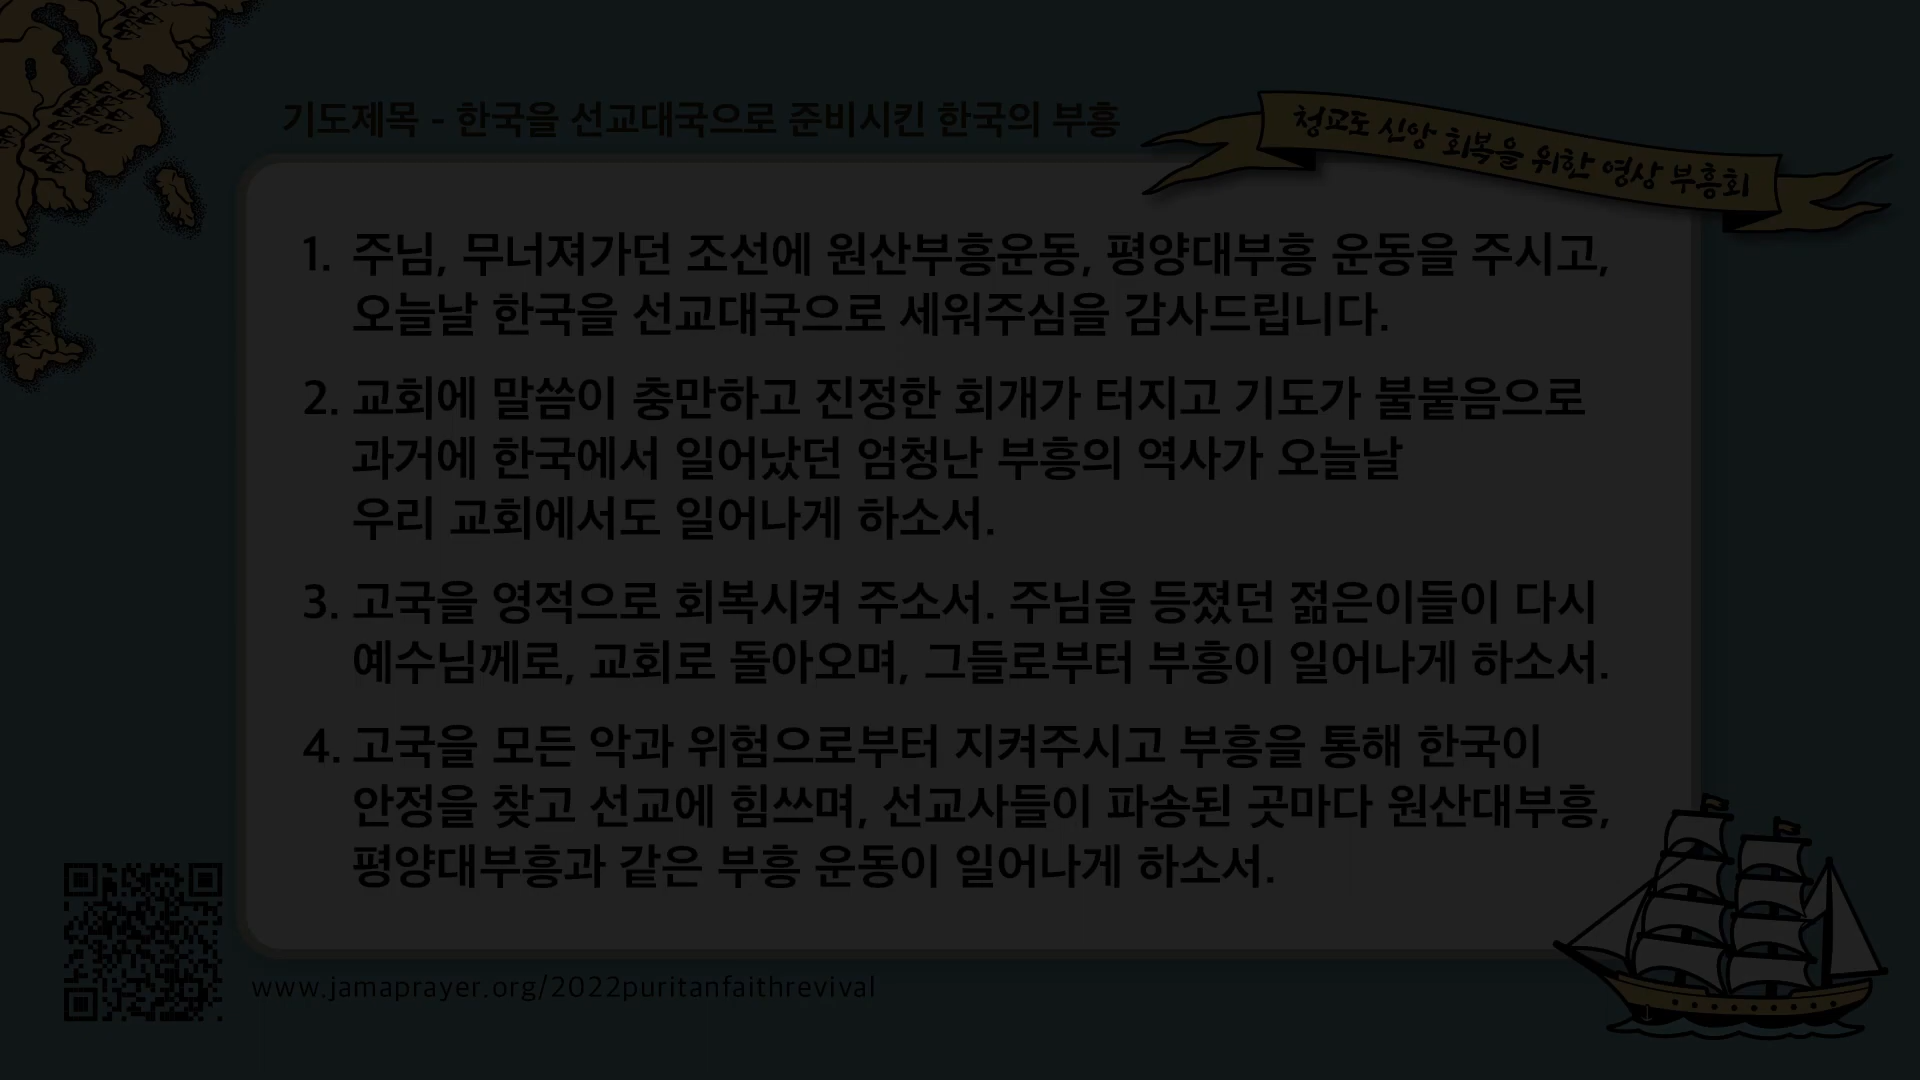 기도제목 - 한국을 선교대국으로 준비시킨 한국의 부흥
청교도 신앙 회복을 위한 영상 부흥회
1. 주님, 무너져가던 조선에 원산부흥운동, 평양대부흥 운동을 주시고,
오늘날 한국을 선교대국으로 세워주심을 감사드립니다.
2. 교회에 말씀이 충만하고 진정한 회개가 터지고 기도가 불붙음으로
과거에 한국에서 일어났던 엄청난 부흥의 역사가 오늘날
우리 교회에서도 일어나게 하소서.
3. 고국을 영적으로 회복시켜 주소서. 주님을 등졌던 젊은이들이 다시
예수님께로, 교회로 돌아오며, 그들로부터 부흥이 일어나게 하소서.
4. 고국을 모든 악과 위험으로부터 지켜주시고 부흥을 통해 한국이
안정을 찾고 선교에 힘쓰며, 선교사들이 파송된 곳마다 원산대부흥,
평양대부흥과 같은 부흥 운동이 일어나게 하소서.
www.jamaprayer.org/2022puritanfaithrevival